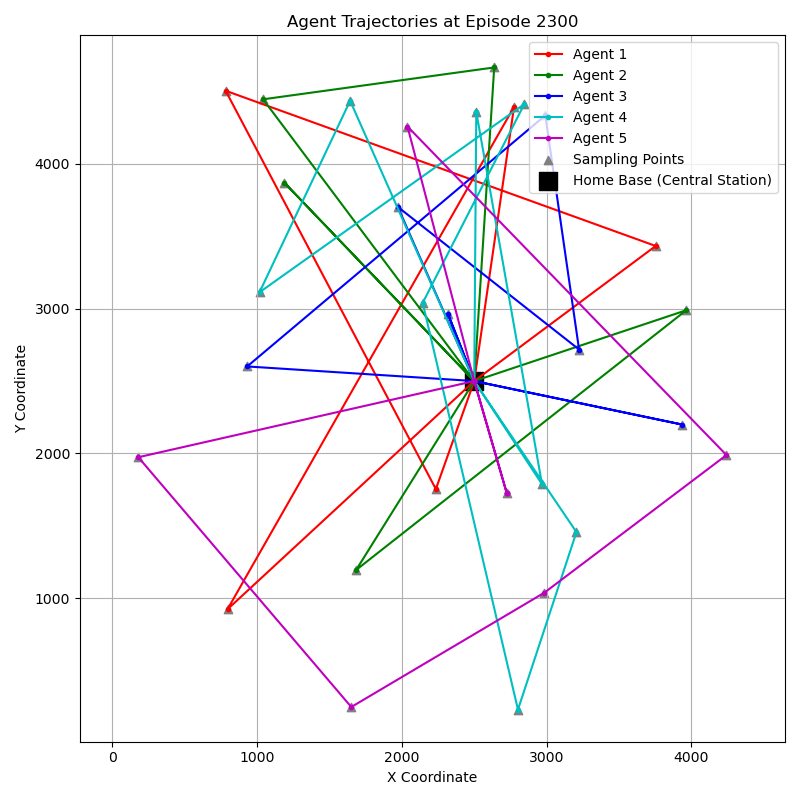 Agent Trajectories at Episode 2300
Agent 1
Agent 2
Agent 3
Agent 4
Agent 5
Sampling Points
Home Base (Central Station)
Y Coordinate
4000
3000
2000
1000
0
1000
2000
3000
4000
X Coordinate